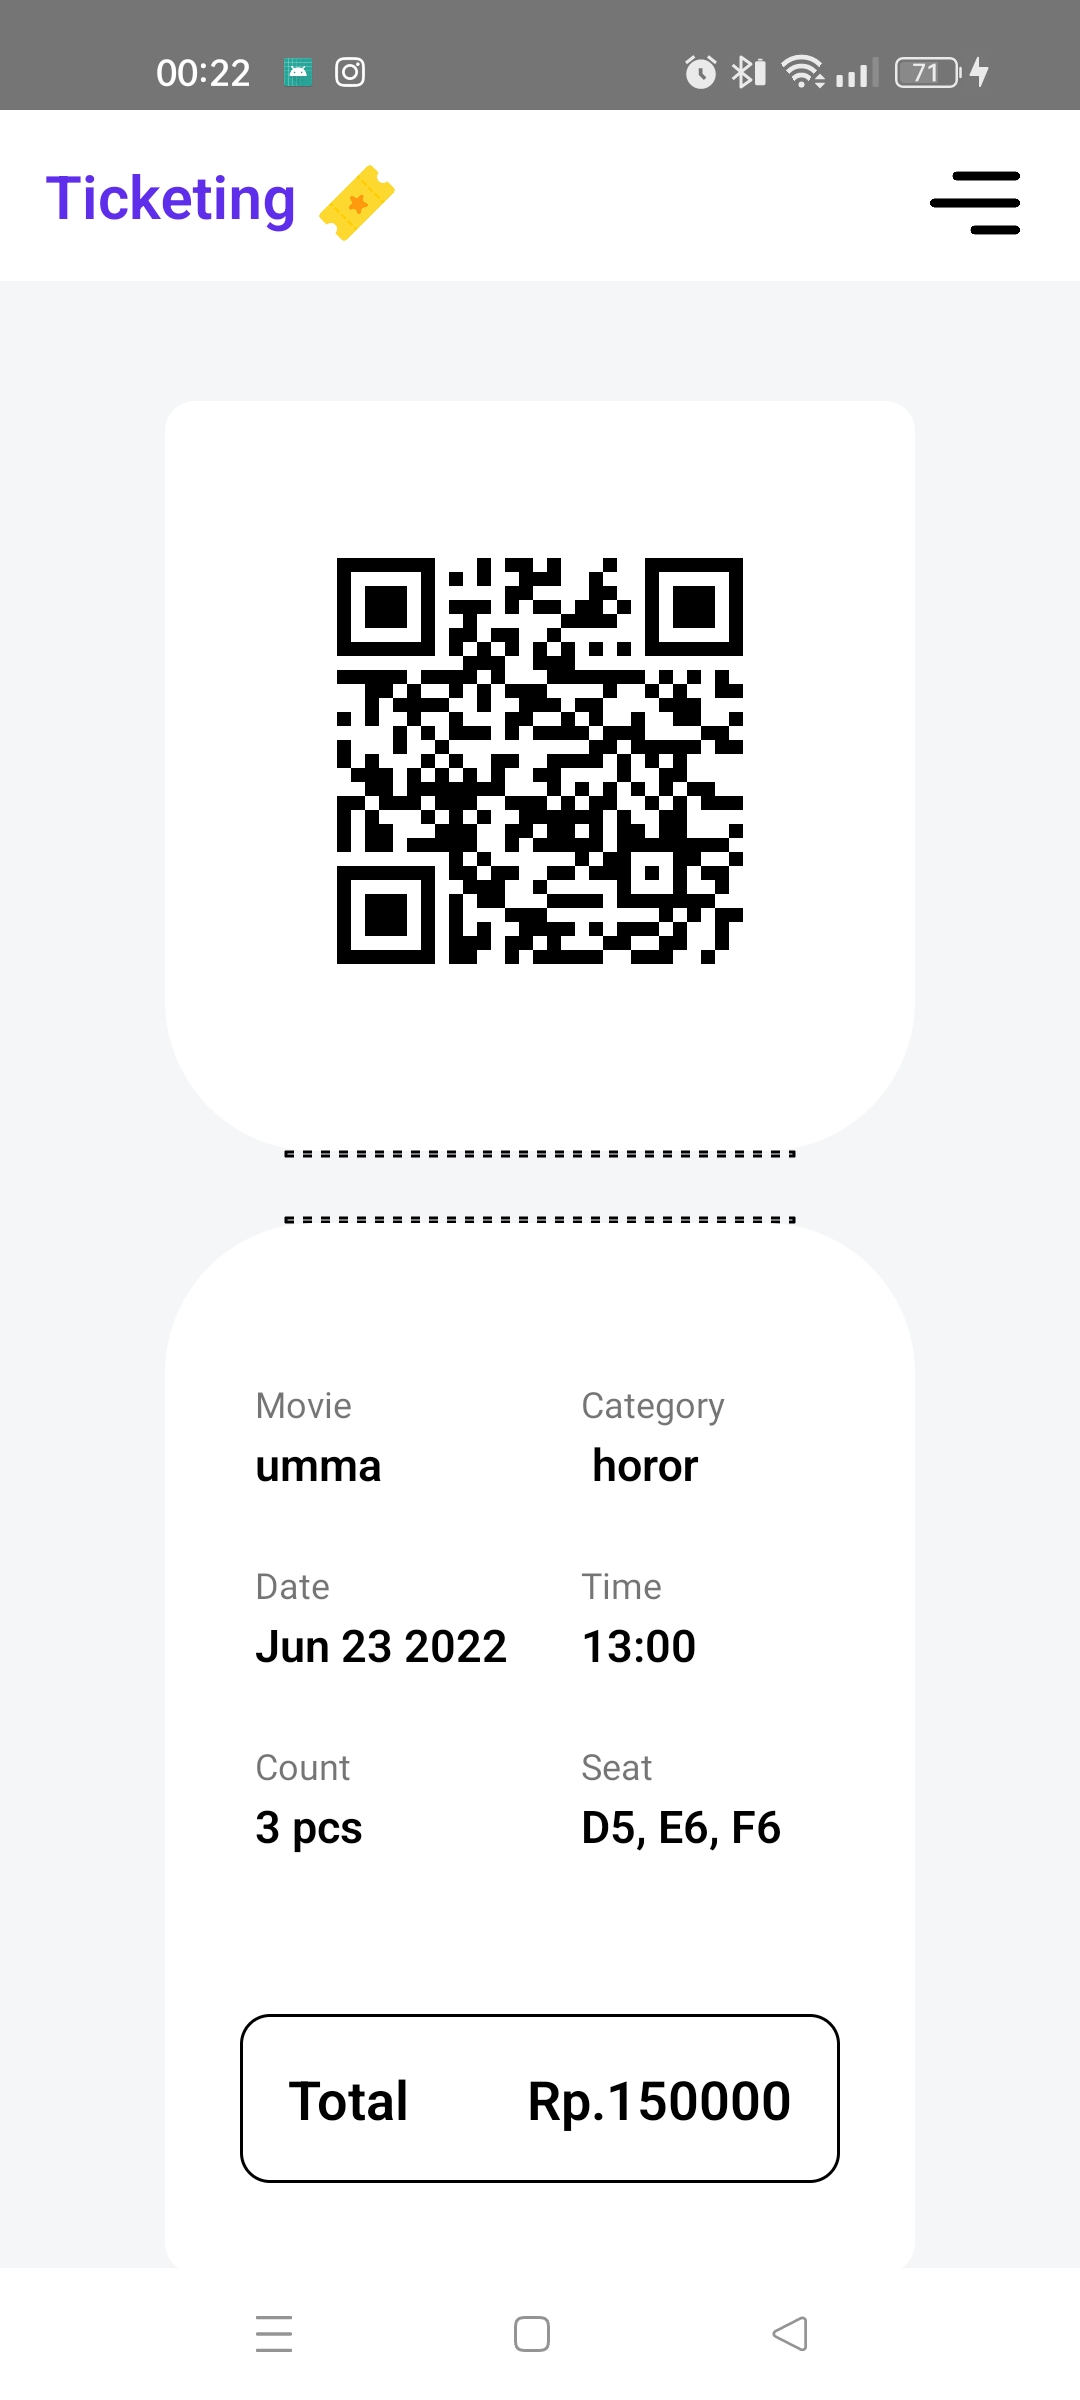 00:22
71
Ticketing
Movie Category
umma horor
Date Time
Jun 23 2022 13:00
Count Seat
3 pcs D5, E6, F6
Total Rp.150000